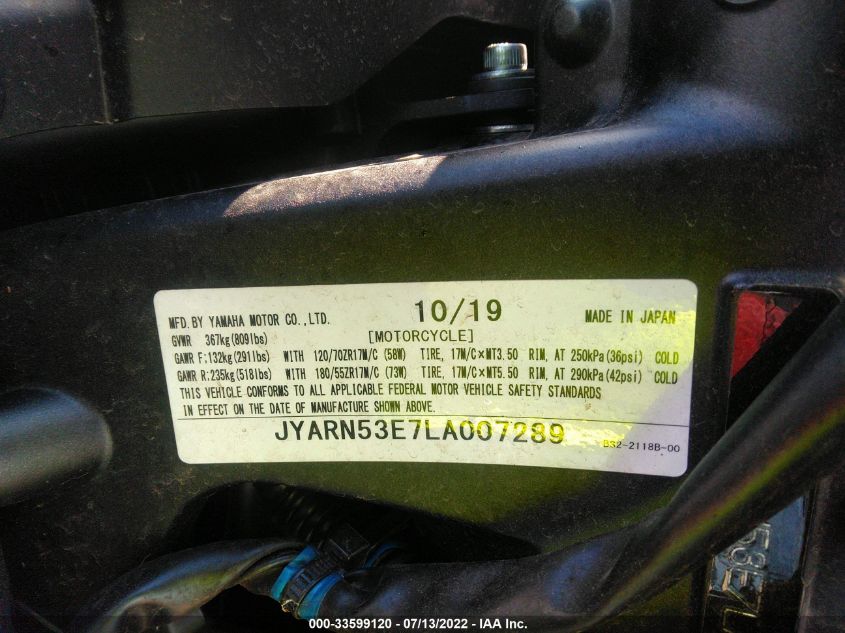 MFD. BY YAMAHA MOTOR CO., LTD. 10/19 MADE IN JAPAN
GVWR 367kg(809lbs) [MOTORCYCLE]
GAWR F:132kg(291lbs) WITH 120/70ZR17M/C (58W) TIRE, 17M/C×MT3.50 RIM, AT 250kPa(36psi) COLD
GAWR R:235kg(518lbs) WITH 180/55ZR17M/C (73W) TIRE, 17M/C×MT5.50 RIM, AT 290kPa(42psi) COLD
THIS VEHICLE CONFORMS TO ALL APPLICABLE FEDERAL MOTOR VEHICLE SAFETY STANDARDS
IN EFFECT ON THE DATE OF MANUFACTURE SHOWN ABOVE.
JYARN53E7LA007289 B32-2118B-00
000-33599120 - 07/13/2022 - IAA Inc.